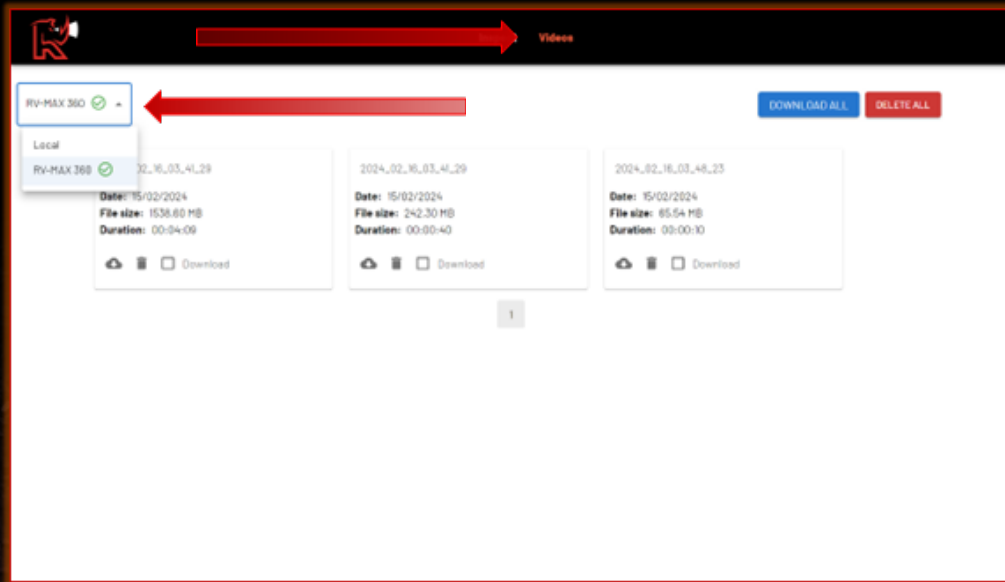 Videos
RV-MAX 360
DOWNLOAD ALL
DELETE ALL
Local
RV-MAX 360
02_16_03_41_29
Date: 15/02/2024
File size: 1538.60 MB
Duration: 00:04:09
Download
2024_02_16_03_41_29
Date: 15/02/2024
File size: 242.30 MB
Duration: 00:00:40
Download
2024_02_16_03_48_23
Date: 15/02/2024
File size: 65.54 MB
Duration: 00:00:10
Download
1